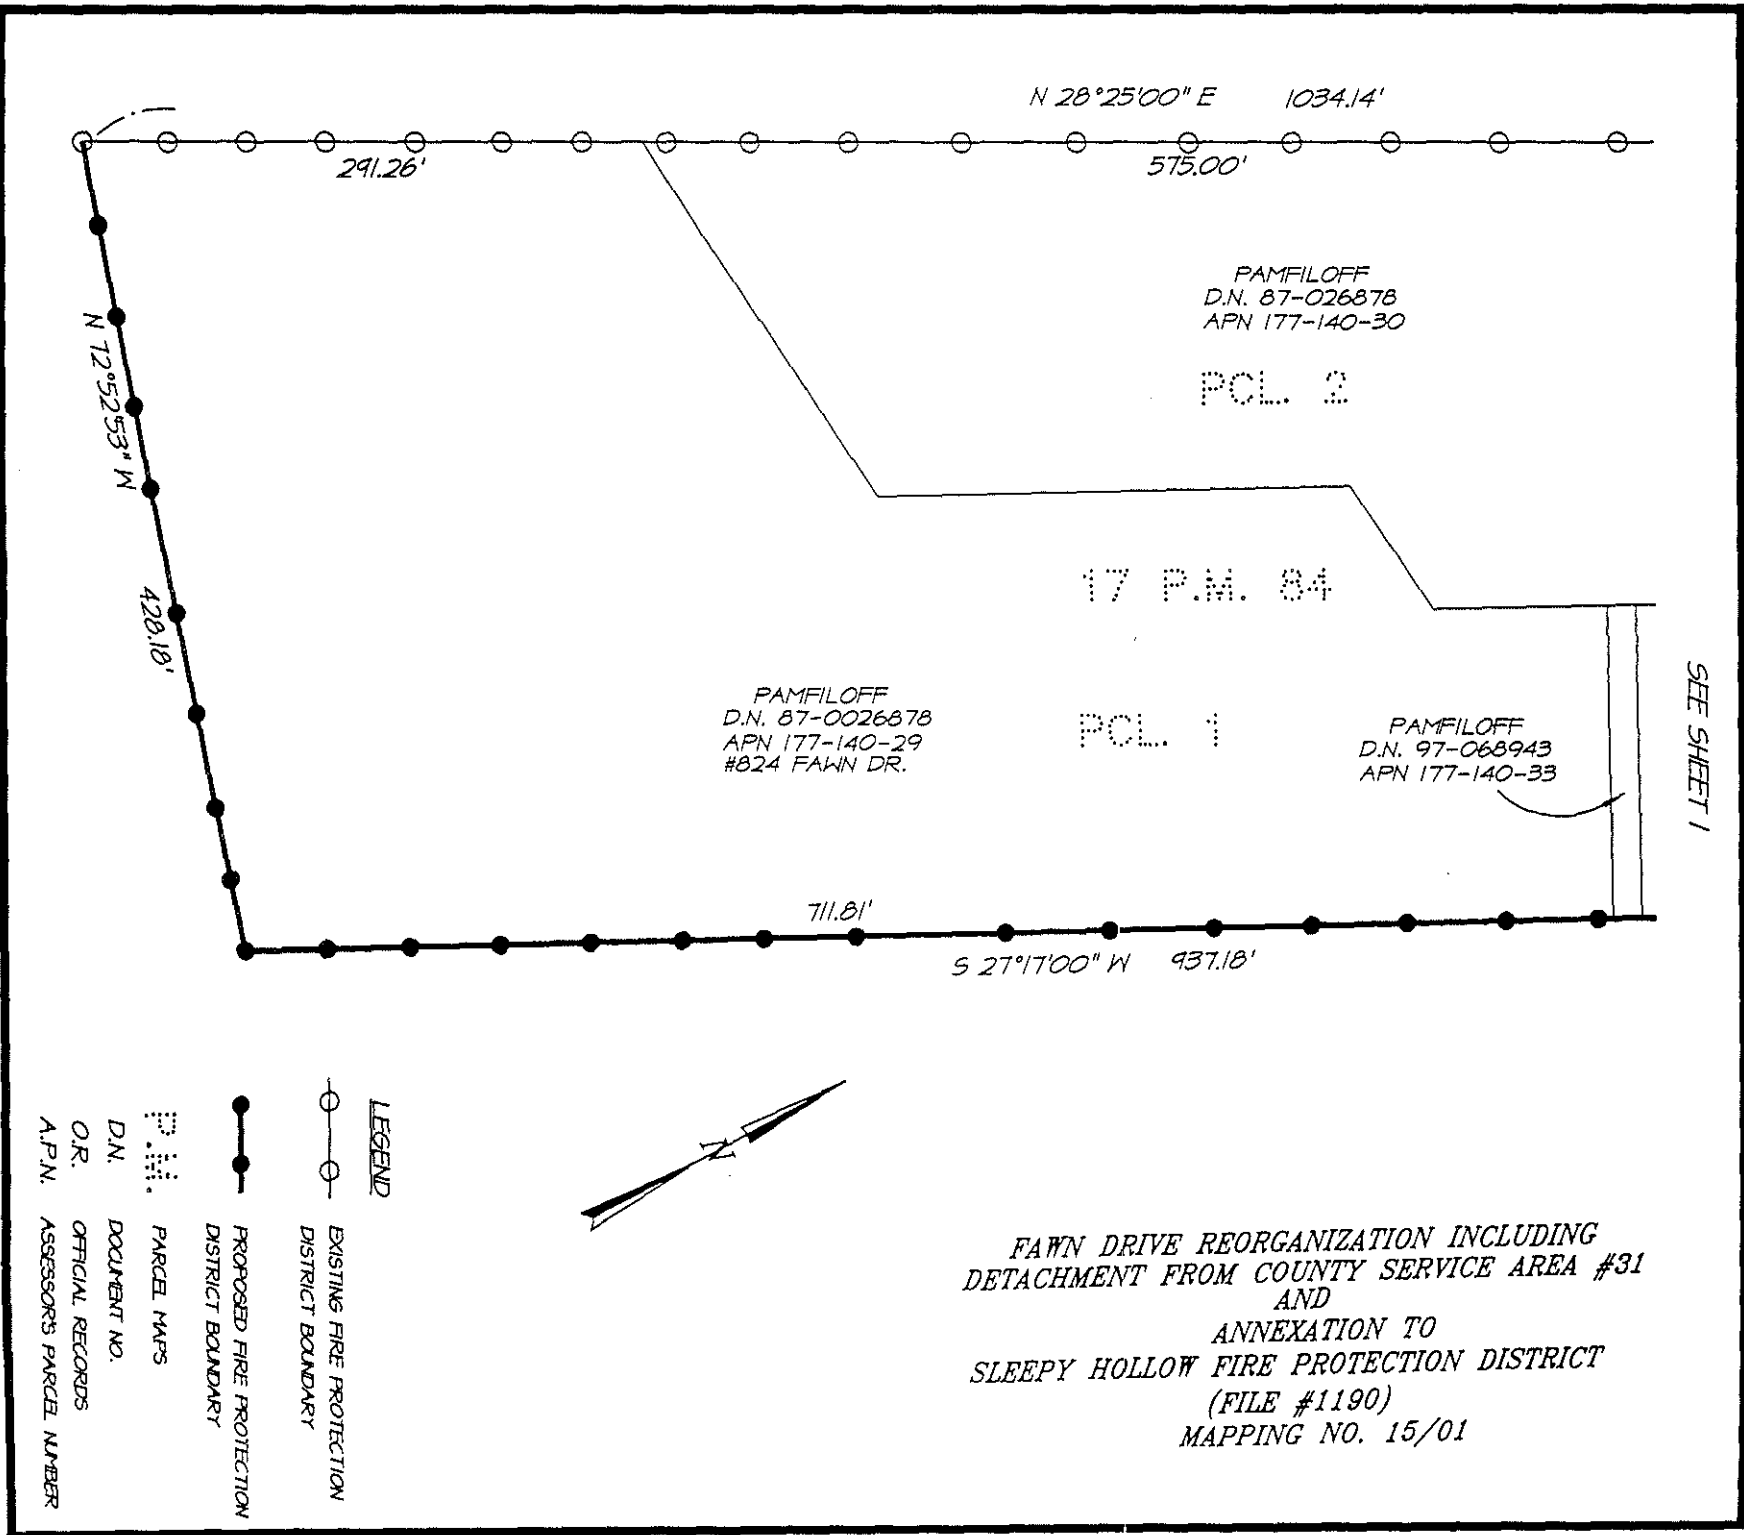 N 28°25'00" E 1034.14'
291.26'
575.00'
PAMFILOFF
D.N. 87-026878
APN 177-140-30
PCL. 2
N 72°52'53" W
428.18'
17 P.M. 84
PAMFILOFF
D.N. 87-0026878
APN 177-140-29
#824 FAWN DR.
PCL. 1
PAMFILOFF
D.N. 97-068943
APN 177-140-33
SEE SHEET 1
711.81'
S 27°17'00" W 937.18'
LEGEND
EXISTING FIRE PROTECTION
DISTRICT BOUNDARY
PROPOSED FIRE PROTECTION
DISTRICT BOUNDARY
P.M. PARCEL MAPS
D.N. DOCUMENT NO.
O.R. OFFICIAL RECORDS
A.P.N. ASSESSOR'S PARCEL NUMBER
N
FAWN DRIVE REORGANIZATION INCLUDING
DETACHMENT FROM COUNTY SERVICE AREA #31
AND
ANNEXATION TO
SLEEPY HOLLOW FIRE PROTECTION DISTRICT
(FILE #1190)
MAPPING NO. 15/01